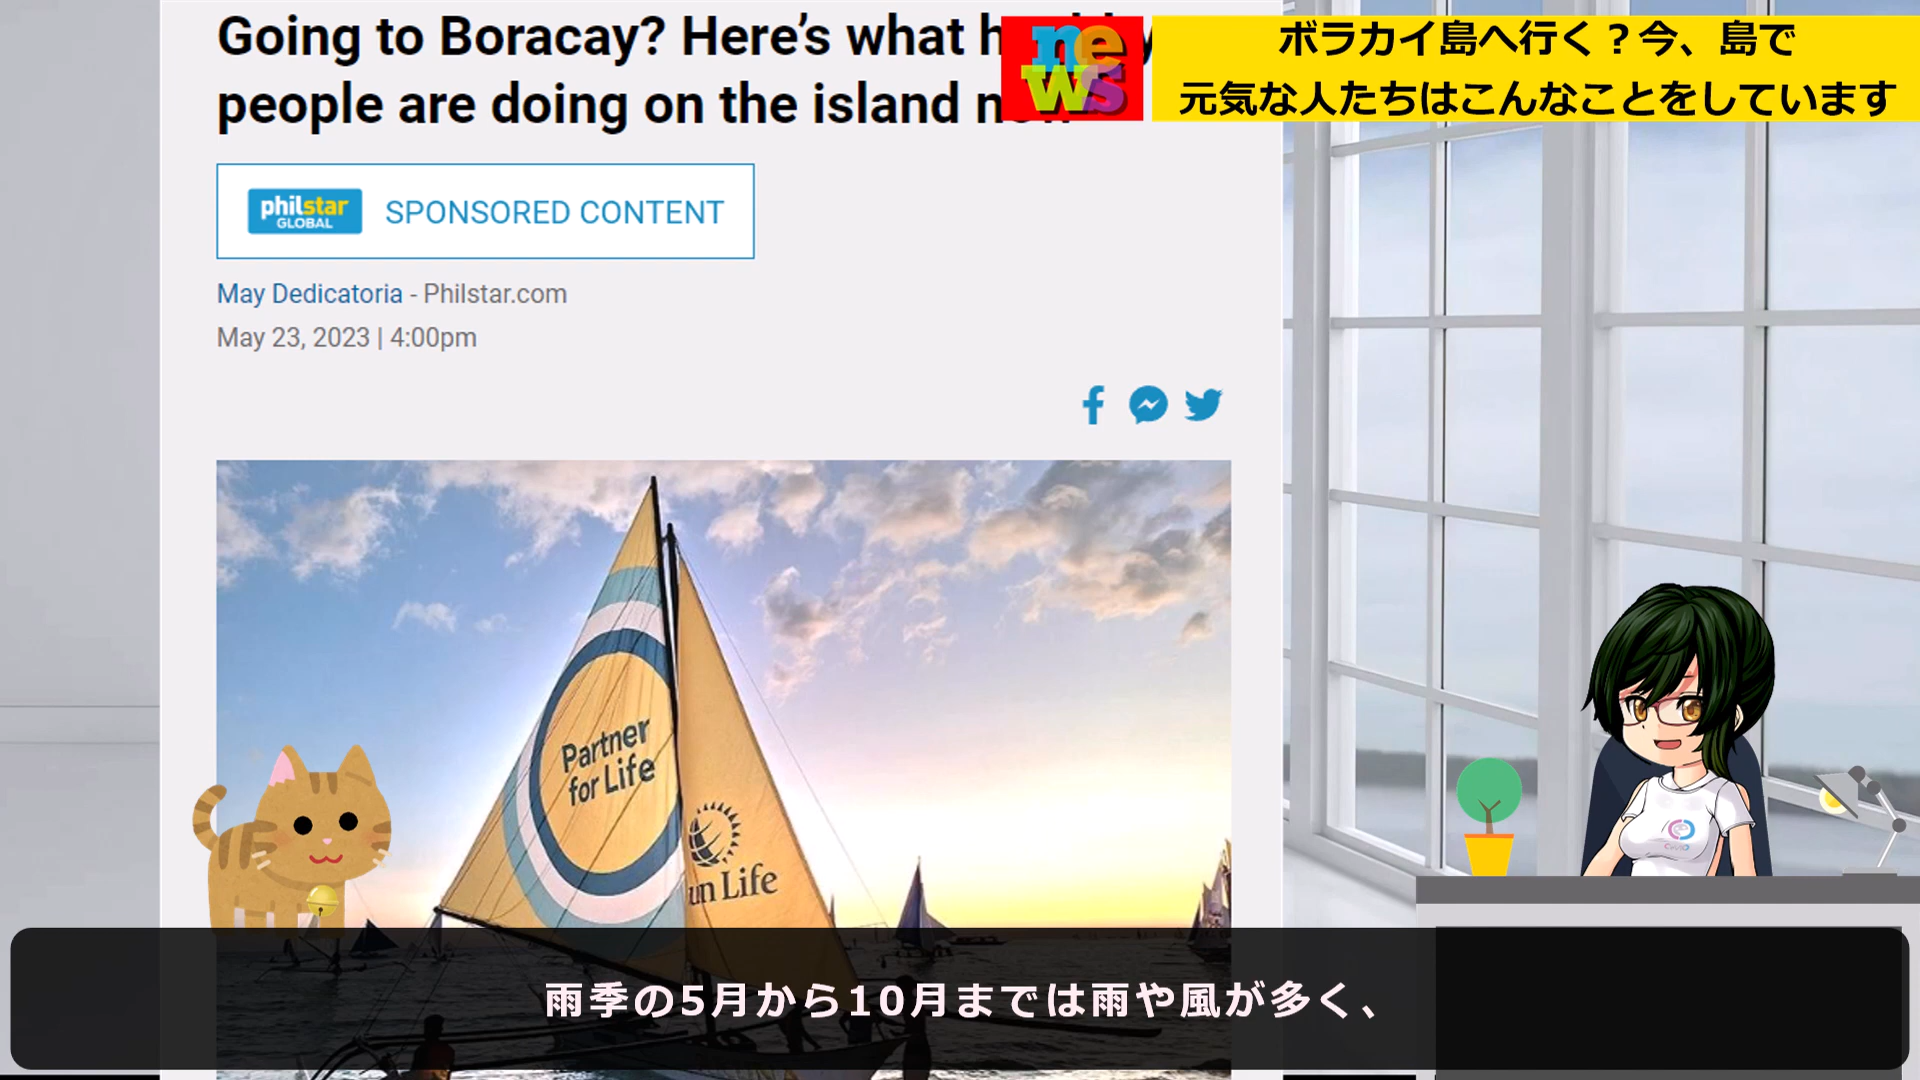 Going to Boracay? Here's what
people are doing on the island
news
ボラカイ島へ行く？今、島で
元気な人たちはこんなことをしています
philstar
GLOBAL
SPONSORED CONTENT
May Dedicatoria - Philstar.com
May 23, 2023 | 4:00pm
Partner
for Life
un Life
雨季の5月から10月までは雨や風が多く、